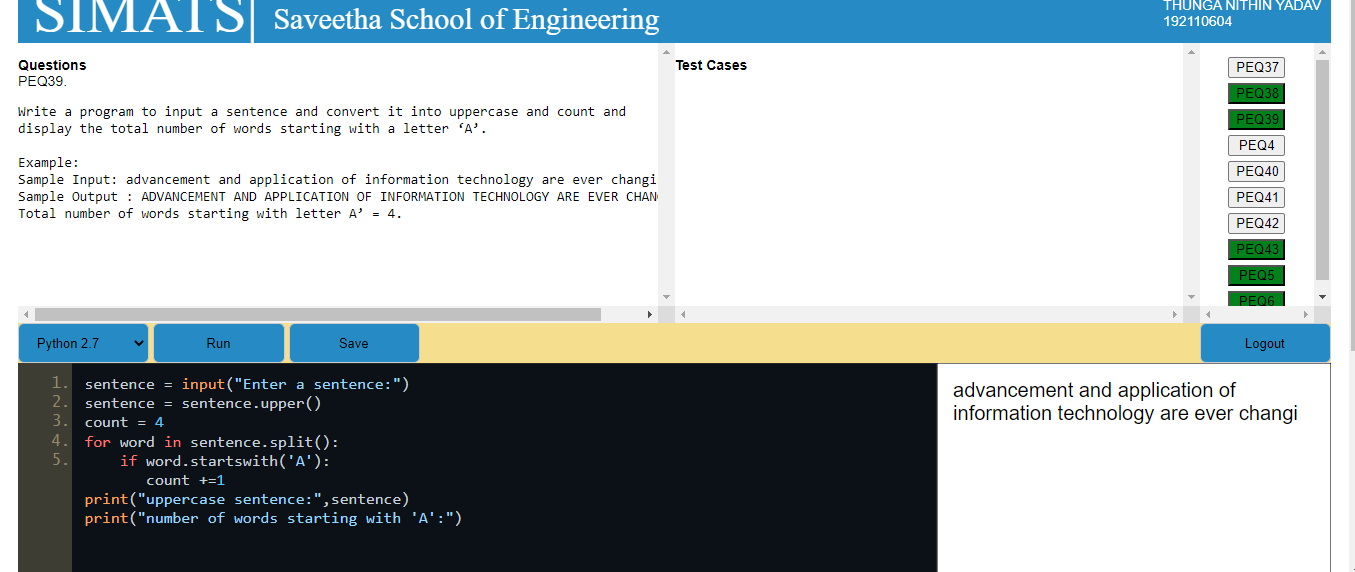 SIMATS Saveetha School of Engineering
THUNGA NITHIN YADAV
192110604
Questions
PEQ39.
Write a program to input a sentence and convert it into uppercase and count and
display the total number of words starting with a letter ‘A’.
Example:
Sample Input: advancement and application of information technology are ever changi
Sample Output : ADVANCEMENT AND APPLICATION OF INFORMATION TECHNOLOGY ARE EVER CHAN
Total number of words starting with letter A’ = 4.
Test Cases
PEQ37
PEQ38
PEQ39
PEQ4
PEQ40
PEQ41
PEQ42
PEQ43
PEQ5
PEQ6
Python 2.7 Run Save Logout
1. sentence = input("Enter a sentence:")
2. sentence = sentence.upper()
3. count = 4
4. for word in sentence.split():
5. if word.startswith('A'):
count +=1
print("uppercase sentence:",sentence)
print("number of words starting with 'A':")
advancement and application of
information technology are ever changi